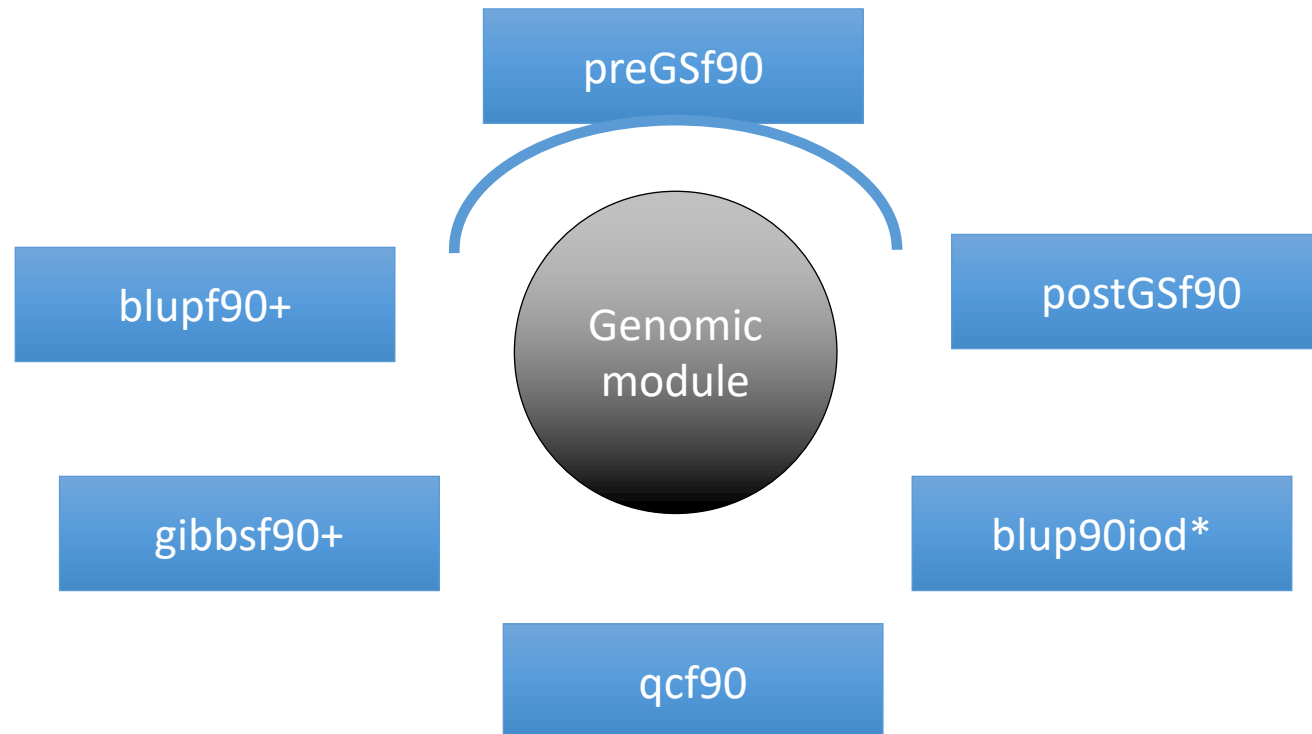 preGSf90
blupf90+
postGSf90
Genomic
module
gibbsf90+
blup90iod*
qcf90